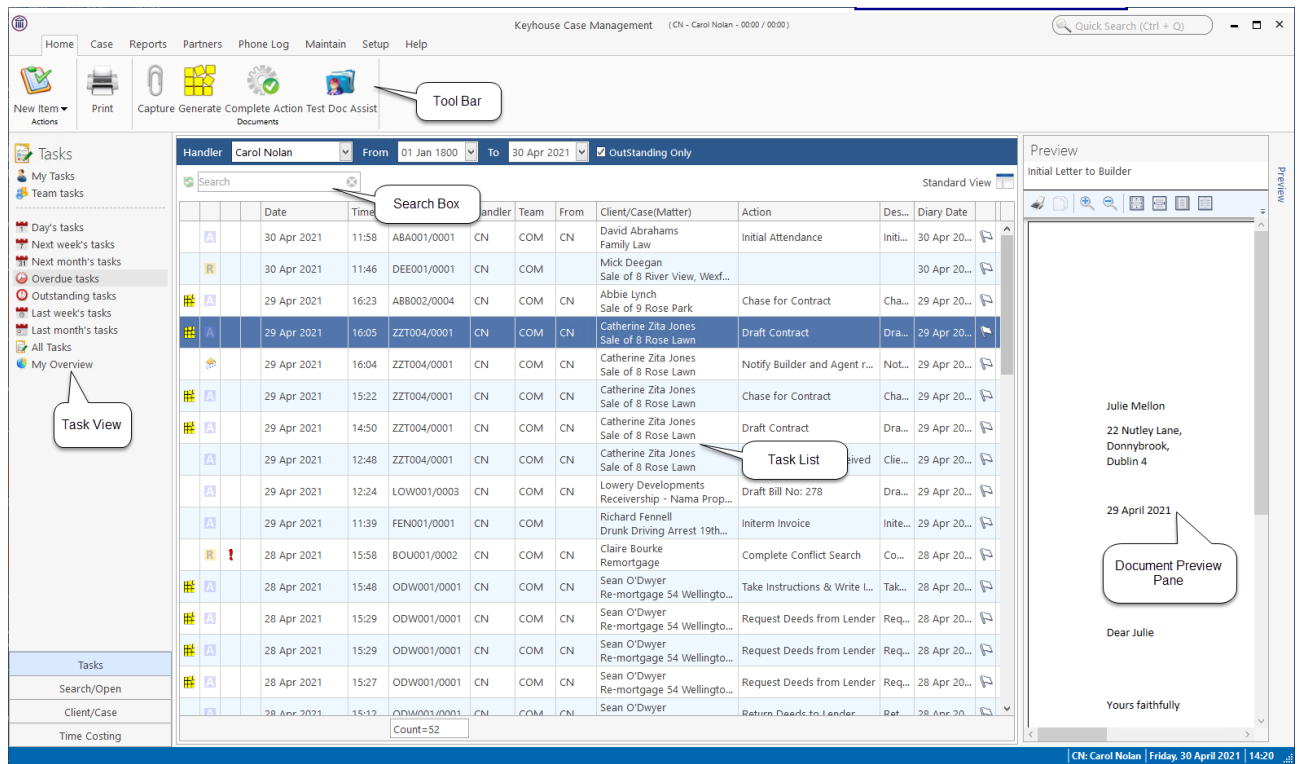 Keyhouse Case Management (CN - Carol Nolan - 00:00 / 00:00)
Quick Search (Ctrl + Q)
Home Case Reports Partners Phone Log Maintain Setup Help
New Item Print Capture Generate Complete Action Test Doc Assist
Actions Documents
Tool Bar
Tasks
My Tasks
Team tasks
Day's tasks
Next week's tasks
Next month's tasks
Overdue tasks
Outstanding tasks
Last week's tasks
Last month's tasks
All Tasks
My Overview
Task View
Tasks
Search/Open
Client/Case
Time Costing
Handler Carol Nolan From 01 Jan 1800 To 30 Apr 2021 OutStanding Only
Search
Standard View
Search Box
Date Time andler Team From Client/Case(Matter) Action Des... Diary Date
A 30 Apr 2021 11:58 ABA001/0001 CN COM CN David Abrahams Initial Attendance Initi... 30 Apr 20...
Family Law
R 30 Apr 2021 11:46 DEE001/0001 CN COM Mick Deegan 30 Apr 20...
Sale of 8 River View, Wexf...
A 29 Apr 2021 16:23 ABB002/0004 CN COM CN Abbie Lynch Chase for Contract Cha... 29 Apr 20...
Sale of 9 Rose Park
A 29 Apr 2021 16:05 ZZT004/0001 CN COM CN Catherine Zita Jones Draft Contract Dra... 29 Apr 20...
Sale of 8 Rose Lawn
29 Apr 2021 16:04 ZZT004/0001 CN COM CN Catherine Zita Jones Notify Builder and Agent r... Not... 29 Apr 20...
Sale of 8 Rose Lawn
A 29 Apr 2021 15:22 ZZT004/0001 CN COM CN Catherine Zita Jones Chase for Contract Cha... 29 Apr 20...
Sale of 8 Rose Lawn
A 29 Apr 2021 14:50 ZZT004/0001 CN COM CN Catherine Zita Jones Draft Contract Dra... 29 Apr 20...
Sale of 8 Rose Lawn
A 29 Apr 2021 12:48 ZZT004/0001 CN COM CN Catherine Zita Jones eived Clie... 29 Apr 20...
Sale of 8 Rose Lawn
Task List
A 29 Apr 2021 12:24 LOW001/0003 CN COM CN Lowery Developments Draft Bill No: 278 Dra... 29 Apr 20...
Receivership - Nama Prop...
A 29 Apr 2021 11:39 FEN001/0001 CN COM Richard Fennell Initerm Invoice Inite... 29 Apr 20...
Drunk Driving Arrest 19th...
R ! 28 Apr 2021 15:58 BOU001/0002 CN COM CN Claire Bourke Complete Conflict Search Co... 28 Apr 20...
Remortgage
A 28 Apr 2021 15:48 ODW001/0001 CN COM CN Sean O'Dwyer Take Instructions & Write I... Tak... 28 Apr 20...
Re-mortgage 54 Wellingto...
A 28 Apr 2021 15:29 ODW001/0001 CN COM CN Sean O'Dwyer Request Deeds from Lender Req... 28 Apr 20...
Re-mortgage 54 Wellingto...
A 28 Apr 2021 15:29 ODW001/0001 CN COM CN Sean O'Dwyer Request Deeds from Lender Req... 28 Apr 20...
Re-mortgage 54 Wellingto...
A 28 Apr 2021 15:27 ODW001/0001 CN COM CN Sean O'Dwyer Request Deeds from Lender Req... 28 Apr 20...
Re-mortgage 54 Wellingto...
A 28 Apr 2021 15:12 ODW001/0001 CN COM CN Sean O'Dwyer Return Deeds to Lender Ret... 28 Apr 20...
Count=52
Preview
Initial Letter to Builder
Preview
Julie Mellon
22 Nutley Lane,
Donnybrook,
Dublin 4
29 April 2021
Document Preview
Pane
Dear Julie
Yours faithfully
CN: Carol Nolan Friday, 30 April 2021 14:20